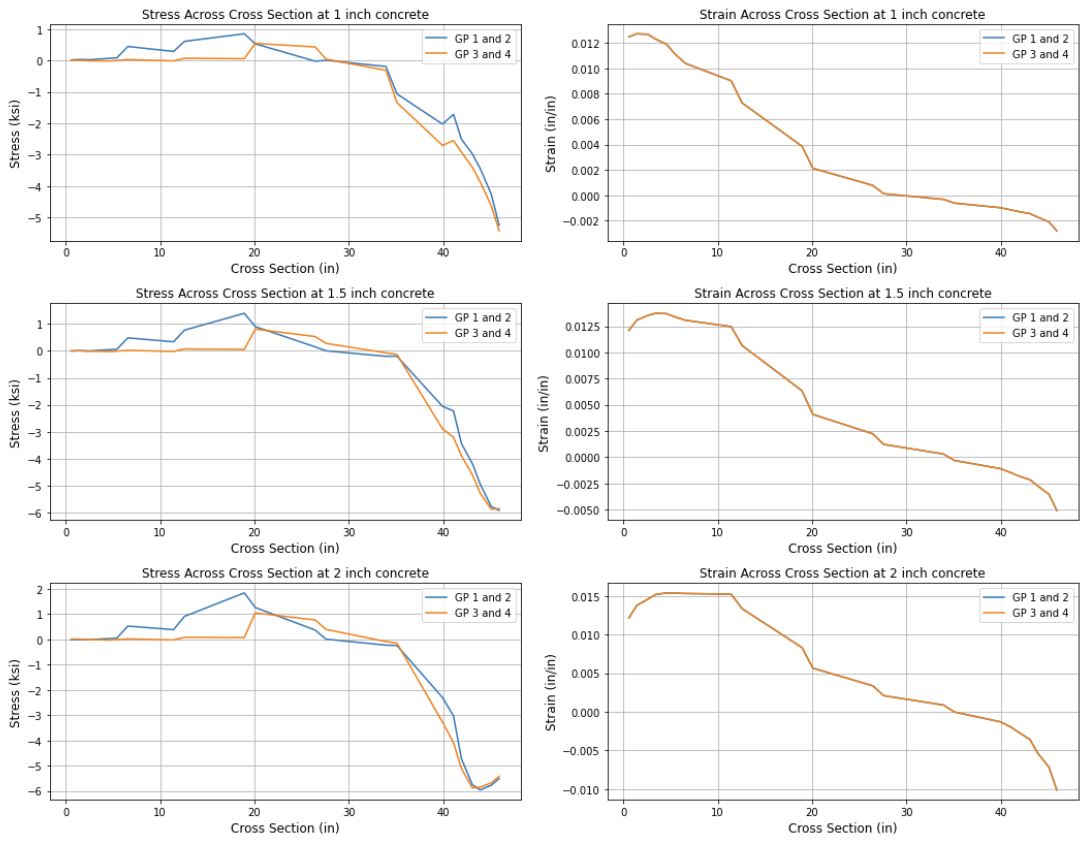 Stress Across Cross Section at 1 inch concrete
1
0
−1
−2
−3
−4
−5
Stress (ksi)
GP 1 and 2
GP 3 and 4
0 10 20 30 40
Cross Section (in)
Strain Across Cross Section at 1 inch concrete
0.012
0.010
0.008
0.006
0.004
0.002
0.000
−0.002
Strain (in/in)
GP 1 and 2
GP 3 and 4
0 10 20 30 40
Cross Section (in)
Stress Across Cross Section at 1.5 inch concrete
1
0
−1
−2
−3
−4
−5
−6
Stress (ksi)
GP 1 and 2
GP 3 and 4
0 10 20 30 40
Cross Section (in)
Strain Across Cross Section at 1.5 inch concrete
0.0125
0.0100
0.0075
0.0050
0.0025
0.0000
−0.0025
−0.0050
Strain (in/in)
GP 1 and 2
GP 3 and 4
0 10 20 30 40
Cross Section (in)
Stress Across Cross Section at 2 inch concrete
2
1
0
−1
−2
−3
−4
−5
−6
Stress (ksi)
GP 1 and 2
GP 3 and 4
0 10 20 30 40
Cross Section (in)
Strain Across Cross Section at 2 inch concrete
0.015
0.010
0.005
0.000
−0.005
−0.010
Strain (in/in)
GP 1 and 2
GP 3 and 4
0 10 20 30 40
Cross Section (in)